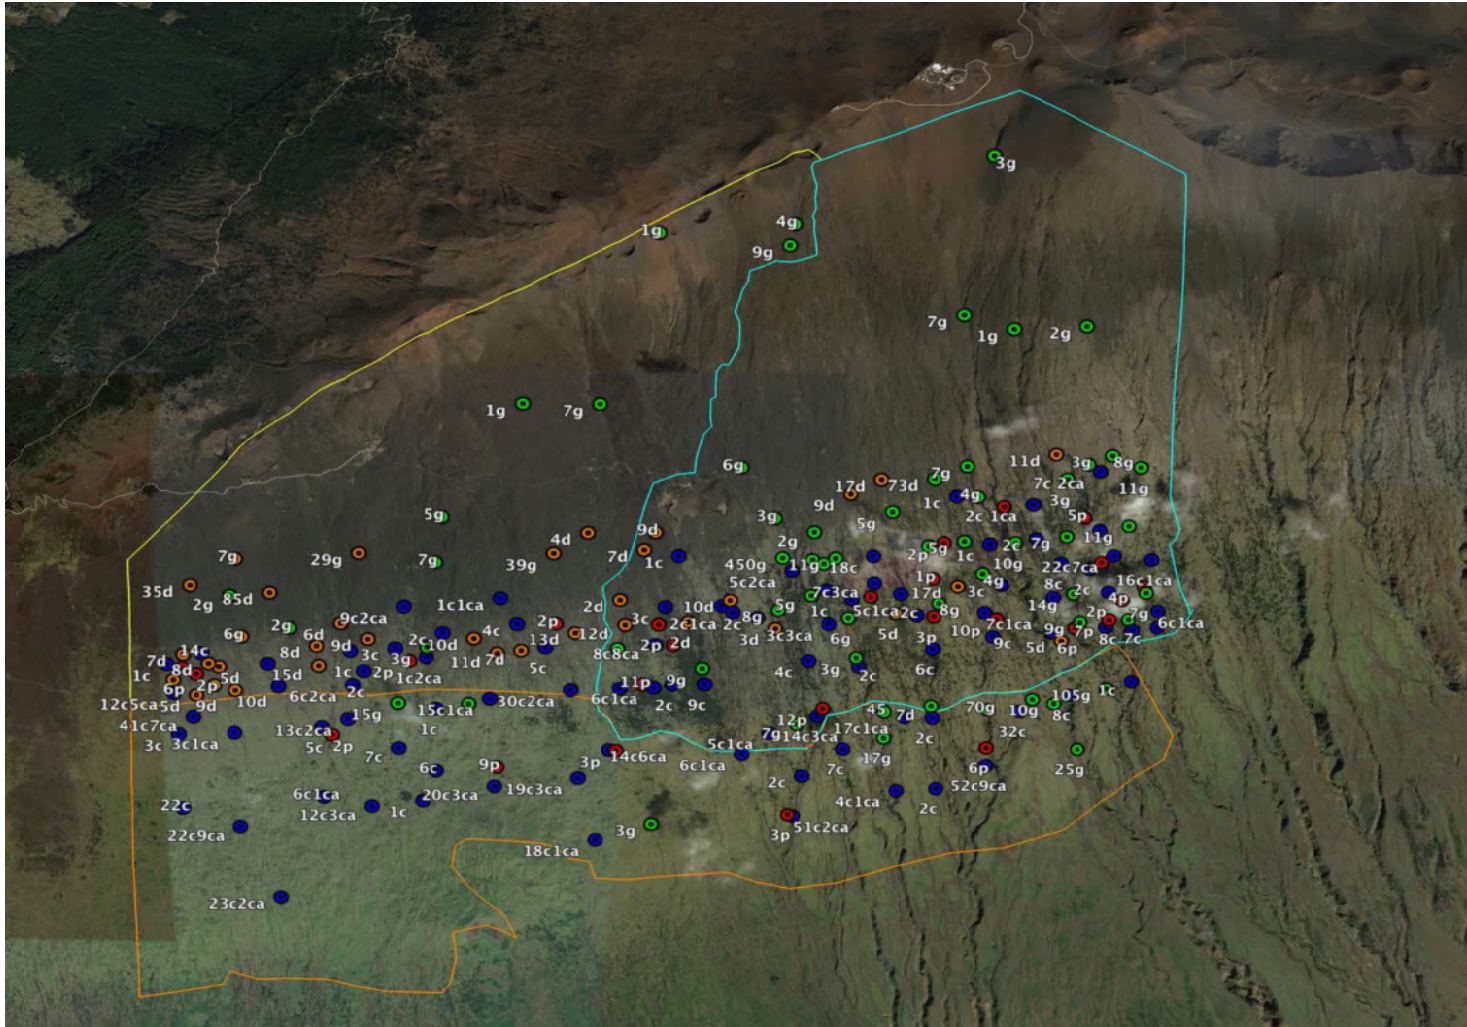 3g
4g
1g
9g
7g
1g
2g
1g
7g
6g
11d
3g
8g
7g
17d
73d
7c
2ca
11g
9d
1c
4g
3g
5g
3g
5g
2c
1ca
5p
9d
4d
2g
11g
7g
29g
7g
39g
7d
1c
450g
11g
18c
2p
5g
1c
2c
7g
10g
22c7ca
35d
2g
85d
5c2ca
1p
4g
8c
2c
16c1ca
7c3ca
17d
3c
4p
1c1ca
2d
10d
5g
1c
5c1ca
2c
8g
14g
2p
7g
9c2ca
2p
3c
2c1ca
2c
8g
7c1ca
6c1ca
2g
6d
4c
12d
3c3ca
10p
9g
7p
8c
7c
6g
9d
2c
10d
13d
2p
2d
3d
6g
5d
3p
9c
5d
6p
14c
8d
3c
3g
8c8ca
7d
8d
1c
2p
11d
7d
5c
4c
3g
2c
6c
1c
5d
15d
1c2ca
6p
2p
6c2ca
2c
11p
9g
105g
1c
12c5ca
5d
9d
10d
30c2ca
6c1ca
2c
9c
41c7ca
15g
15c1ca
12p
45
7d
70g
10g
8c
3c
3c1ca
13c2ca
1c
7g
14c3ca
17c1ca
2c
32c
5c
2p
7c
3p
14c6ca
5c1ca
6c1ca
7c
17g
6p
25g
6c
9p
19c3ca
2c
52c9ca
22c
6c1ca
12c3ca
1c
20c3ca
4c1ca
2c
22c9ca
3g
3p
51c2ca
18c1ca
23c2ca